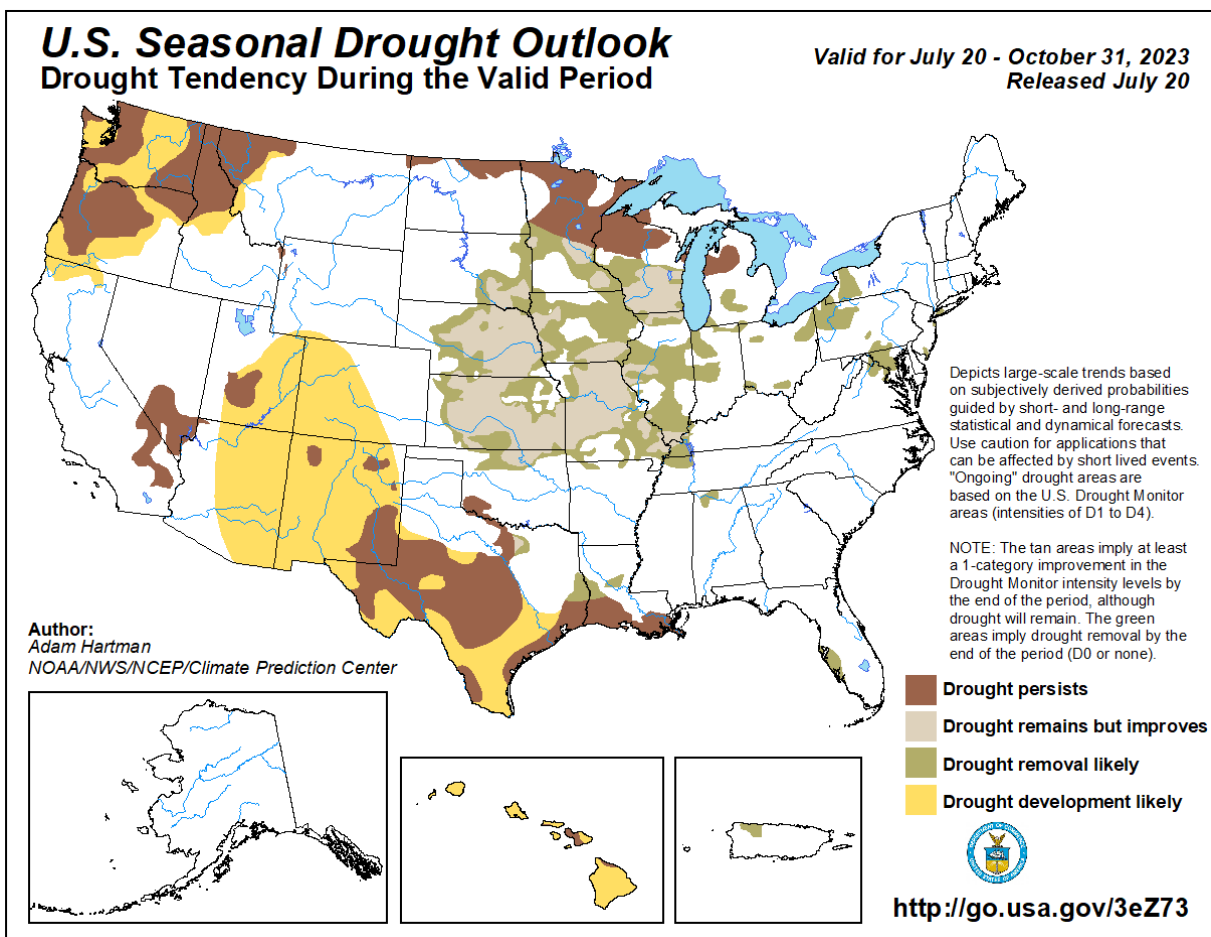 U.S. Seasonal Drought Outlook
Drought Tendency During the Valid Period
Valid for July 20 - October 31, 2023
Released July 20
Depicts large-scale trends based
on subjectively derived probabilities
guided by short- and long-range
statistical and dynamical forecasts.
Use caution for applications that
can be affected by short lived events.
"Ongoing" drought areas are
based on the U.S. Drought Monitor
areas (intensities of D1 to D4).
NOTE: The tan areas imply at least
a 1-category improvement in the
Drought Monitor intensity levels by
the end of the period, although
drought will remain. The green
areas imply drought removal by the
end of the period (D0 or none).
Author:
Adam Hartman
NOAA/NWS/NCEP/Climate Prediction Center
Drought persists
Drought remains but improves
Drought removal likely
Drought development likely
http://go.usa.gov/3eZ73